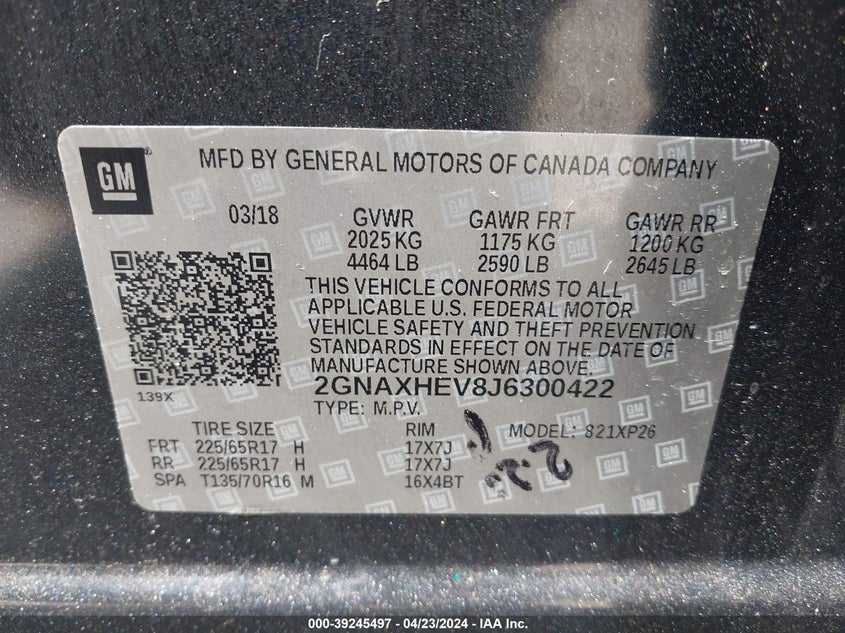 GM
MFD BY GENERAL MOTORS OF CANADA COMPANY
03/18 GVWR GAWR FRT GAWR RR
2025 KG 1175 KG 1200 KG
4464 LB 2590 LB 2645 LB
THIS VEHICLE CONFORMS TO ALL
APPLICABLE U.S. FEDERAL MOTOR
VEHICLE SAFETY AND THEFT PREVENTION
STANDARDS IN EFFECT ON THE DATE OF
MANUFACTURE SHOWN ABOVE.
139X 2GNAXHEV8J6300422
TYPE: M.P.V.
TIRE SIZE RIM MODEL: 821XP26
FRT 225/65R17 H 17X7J
RR 225/65R17 H 17X7J
SPA T135/70R16 M 16X4BT
000-39245497 - 04/23/2024 - IAA Inc.